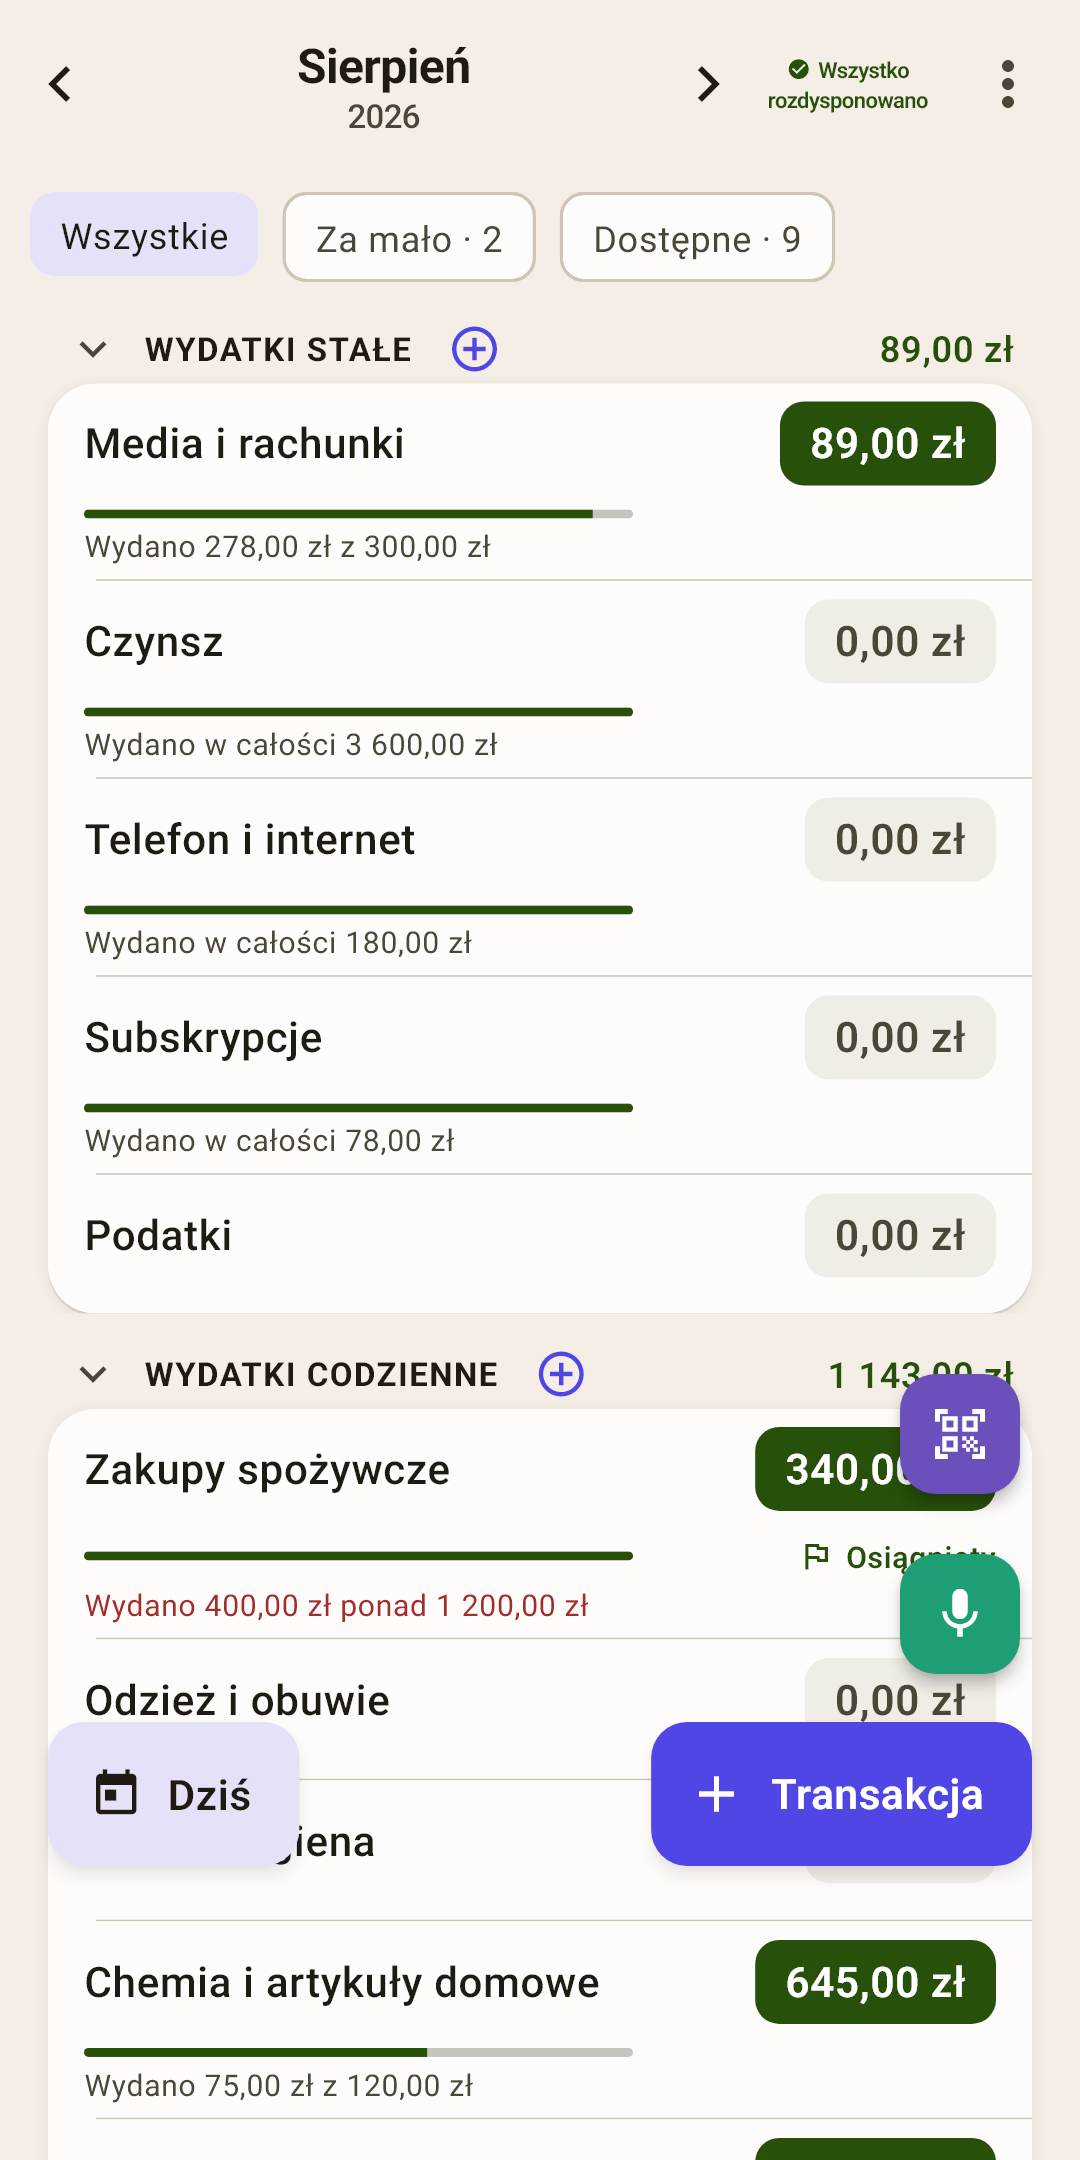 Sierpień
2026
Wszystko
rozdysponowano
Wszystkie
Za mało · 2
Dostępne · 9
WYDATKI STAŁE
89,00 zł
Media i rachunki
89,00 zł
Wydano 278,00 zł z 300,00 zł
Czynsz
0,00 zł
Wydano w całości 3 600,00 zł
Telefon i internet
0,00 zł
Wydano w całości 180,00 zł
Subskrypcje
0,00 zł
Wydano w całości 78,00 zł
Podatki
0,00 zł
WYDATKI CODZIENNE
1 143,00 zł
Zakupy spożywcze
Wydano 400,00 zł ponad 1 200,00 zł
Odzież i obuwie
0,00 zł
Dziś
Transakcja
Chemia i artykuły domowe
645,00 zł
Wydano 75,00 zł z 120,00 zł